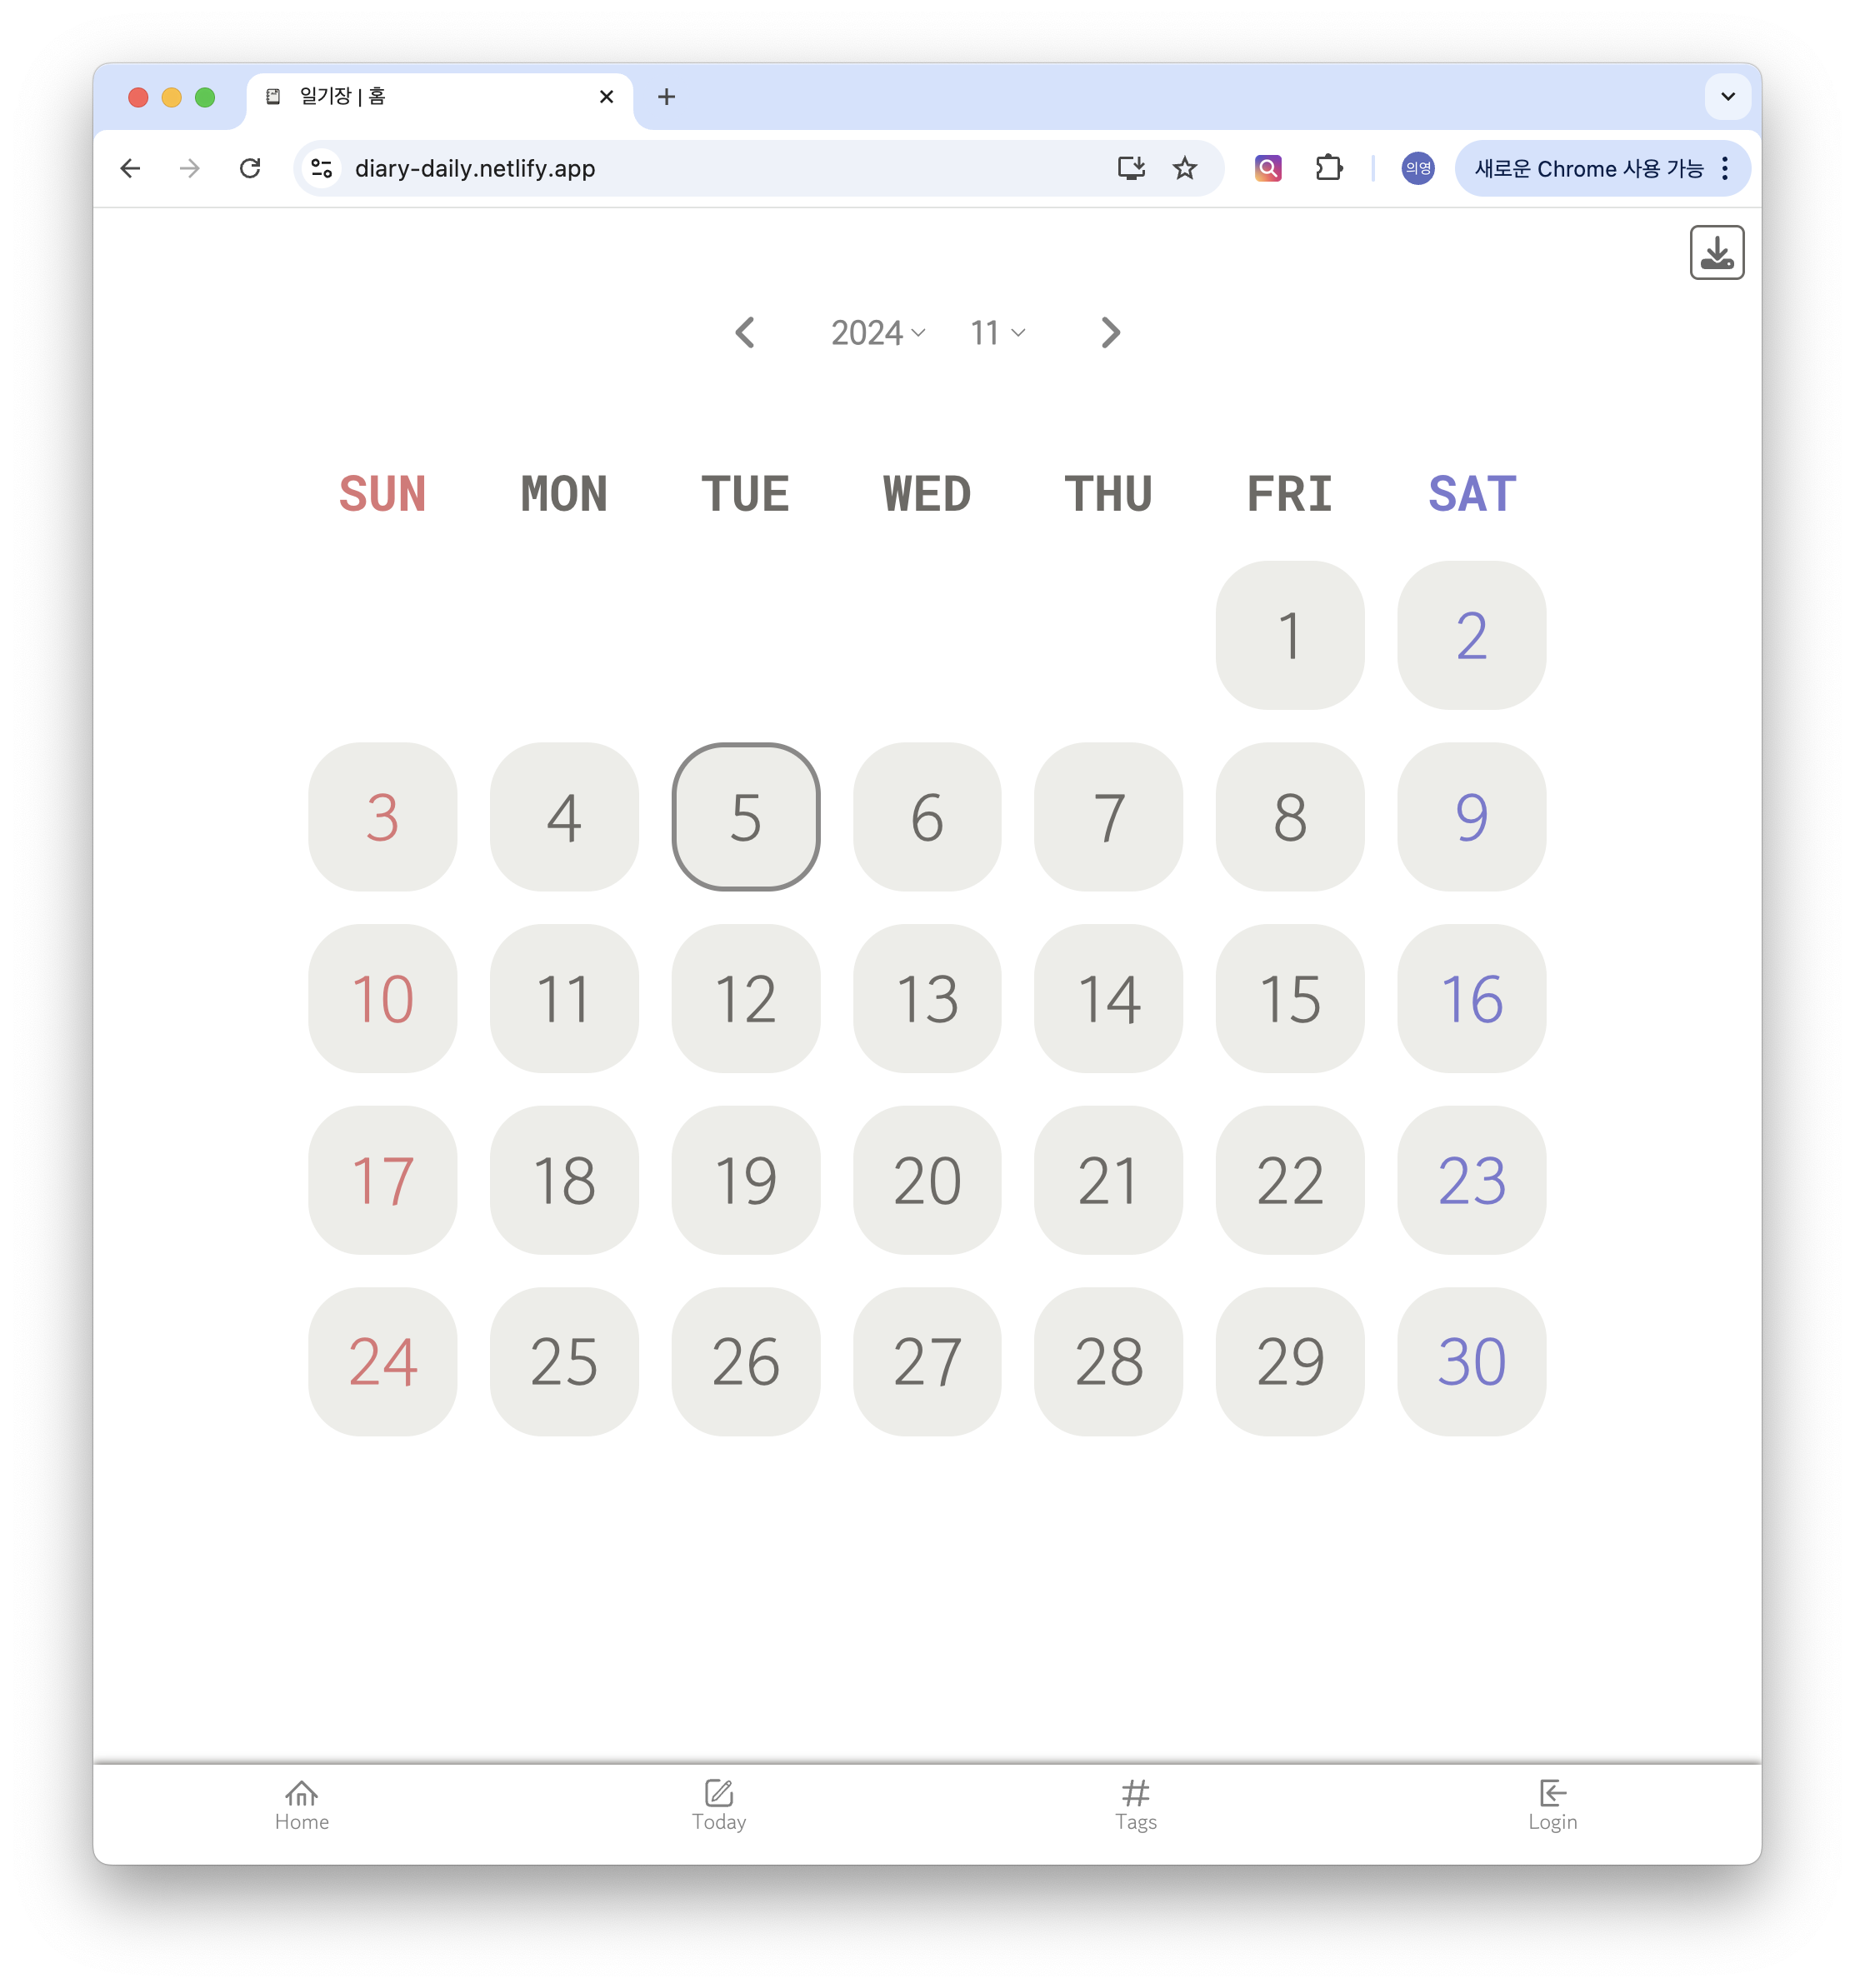 일기장 | 홈
diary-daily.netlify.app
의영
새로운 Chrome 사용 가능
2024 11
SUN MON TUE WED THU FRI SAT
1 2
3 4 5 6 7 8 9
10 11 12 13 14 15 16
17 18 19 20 21 22 23
24 25 26 27 28 29 30
Home Today Tags Login